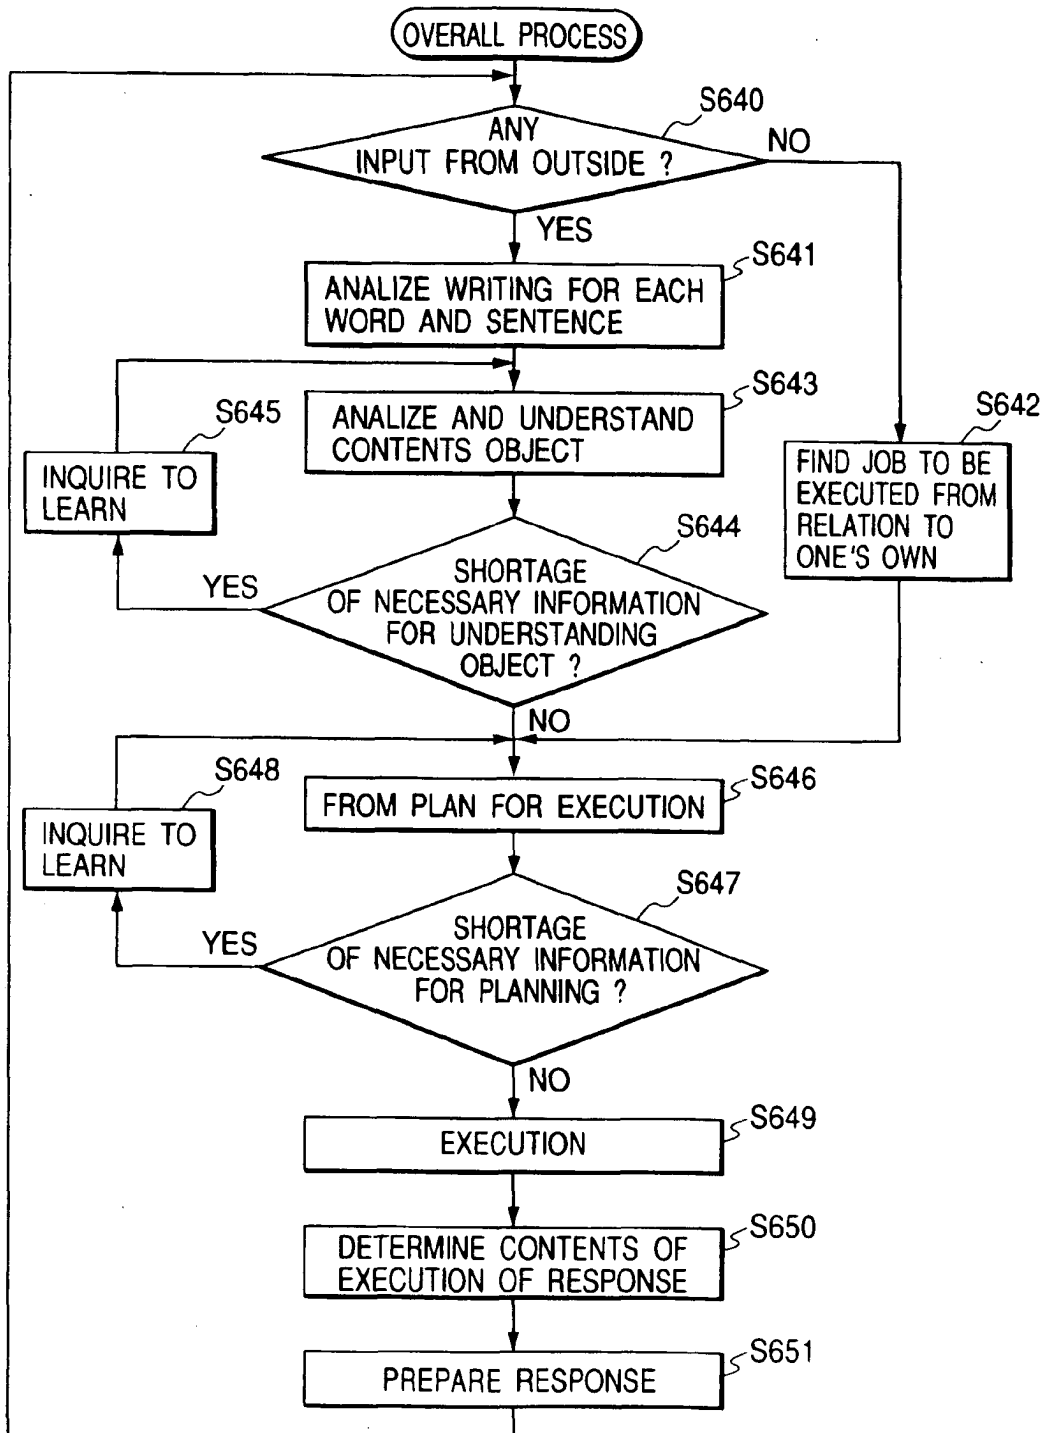 OVERALL PROCESS
S640
ANY
INPUT FROM OUTSIDE ?
NO
YES
S641
ANALIZE WRITING FOR EACH
WORD AND SENTENCE
S643
ANALIZE AND UNDERSTAND
CONTENTS OBJECT
S645
INQUIRE TO
LEARN
S642
FIND JOB TO BE
EXECUTED FROM
RELATION TO
ONE'S OWN
S644
SHORTAGE
OF NECESSARY INFORMATION
FOR UNDERSTANDING
OBJECT ?
YES
NO
S648
INQUIRE TO
LEARN
S646
FROM PLAN FOR EXECUTION
S647
SHORTAGE
OF NECESSARY INFORMATION
FOR PLANNING ?
YES
NO
S649
EXECUTION
S650
DETERMINE CONTENTS OF
EXECUTION OF RESPONSE
S651
PREPARE RESPONSE